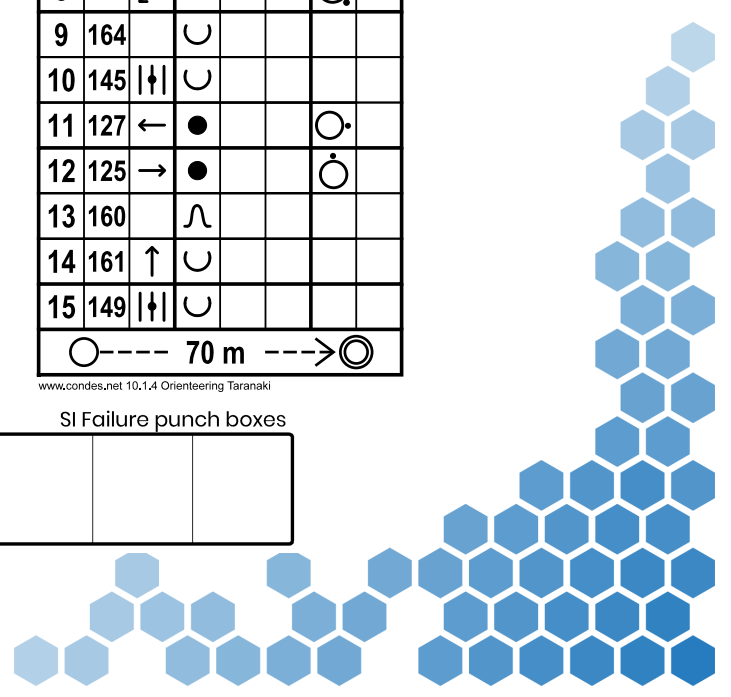 9 164
10 145
11 127
12 125
13 160
14 161
15 149
70 m
www.condes.net 10.1.4 Orienteering Taranaki
SI Failure punch boxes